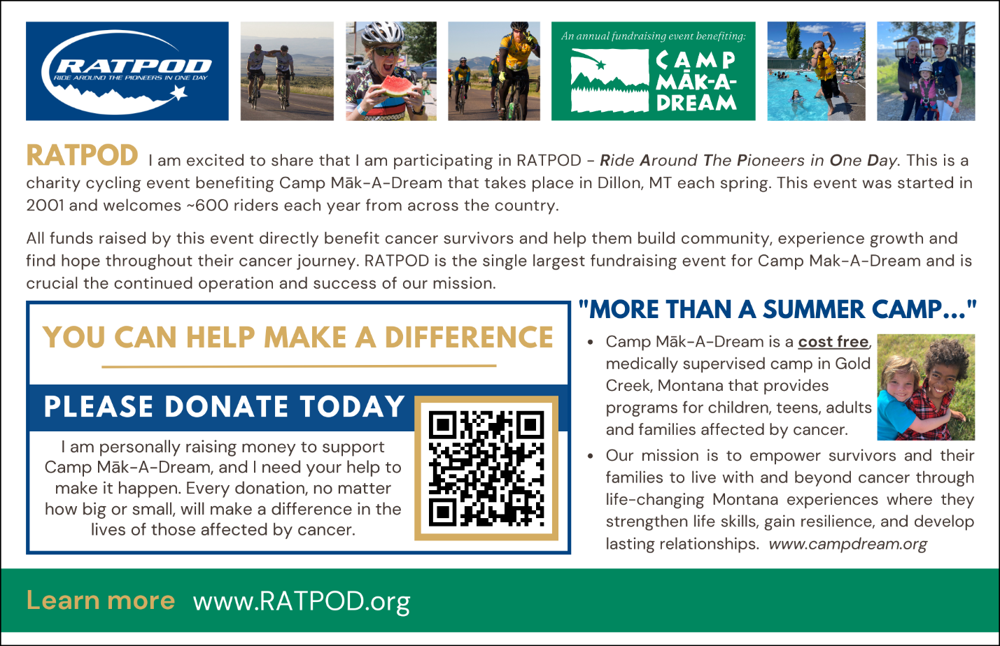 RATPOD
RIDE AROUND THE PIONEERS IN ONE DAY
An annual fundraising event benefiting:
CAMP
MĀK-A-
DREAM
RATPOD I am excited to share that I am participating in RATPOD - Ride Around The Pioneers in One Day. This is a
charity cycling event benefiting Camp Māk-A-Dream that takes place in Dillon, MT each spring. This event was started in
2001 and welcomes ~600 riders each year from across the country.
All funds raised by this event directly benefit cancer survivors and help them build community, experience growth and
find hope throughout their cancer journey. RATPOD is the single largest fundraising event for Camp Mak-A-Dream and is
crucial the continued operation and success of our mission.
YOU CAN HELP MAKE A DIFFERENCE
PLEASE DONATE TODAY
I am personally raising money to support
Camp Māk-A-Dream, and I need your help to
make it happen. Every donation, no matter
how big or small, will make a difference in the
lives of those affected by cancer.
"MORE THAN A SUMMER CAMP..."
• Camp Māk-A-Dream is a cost free,
medically supervised camp in Gold
Creek, Montana that provides
programs for children, teens, adults
and families affected by cancer.
• Our mission is to empower survivors and their
families to live with and beyond cancer through
life-changing Montana experiences where they
strengthen life skills, gain resilience, and develop
lasting relationships. www.campdream.org
Learn more www.RATPOD.org